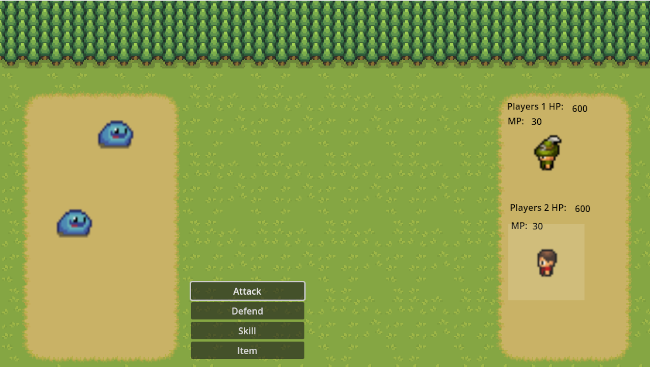 Players 1 HP: 600
MP: 30
Players 2 HP: 600
MP: 30
Attack
Defend
Skill
Item